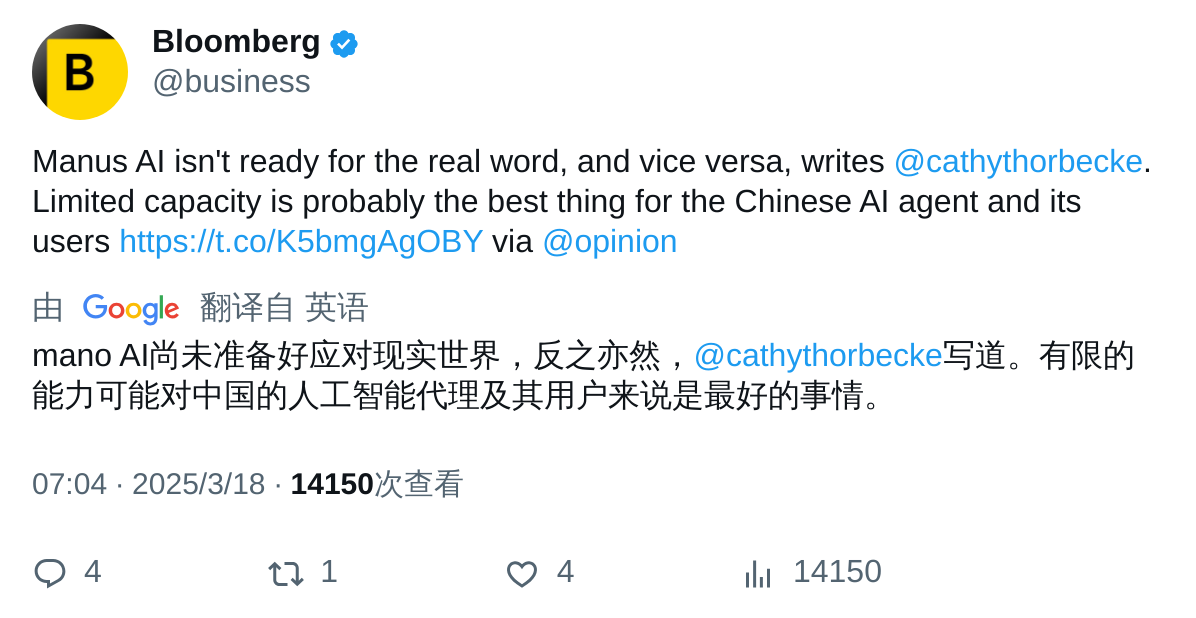 B
Bloomberg
@business
Manus AI isn't ready for the real word, and vice versa, writes @cathythorbecke.
Limited capacity is probably the best thing for the Chinese AI agent and its
users https://t.co/K5bmgAgOBY via @opinion
由 Google 翻译自 英语
mano AI尚未准备好应对现实世界，反之亦然，@cathythorbecke写道。有限的
能力可能对中国的人工智能代理及其用户来说是最好的事情。
07:04 · 2025/3/18 · 14150次查看
4 1 4 14150